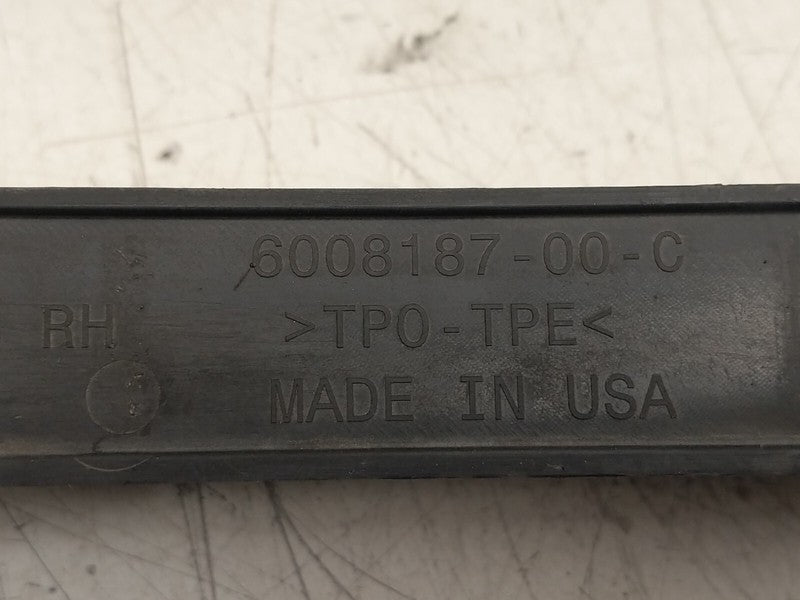 6008187-00-C
RH >TPO-TPE<
MADE IN USA